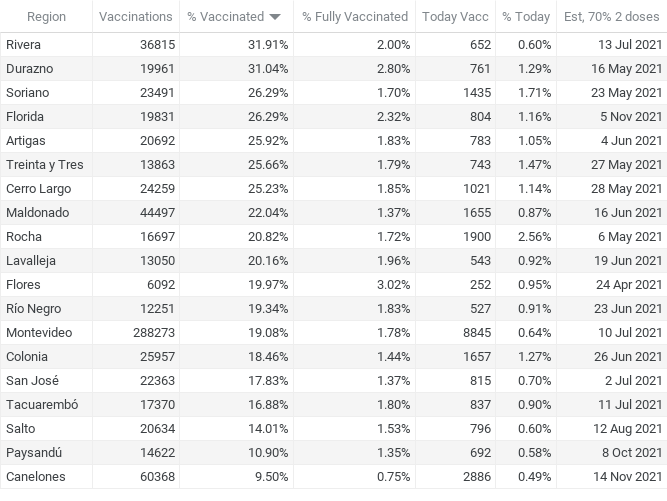 Region Vaccinations % Vaccinated % Fully Vaccinated Today Vacc % Today Est, 70% 2 doses
Rivera 36815 31.91% 2.00% 652 0.60% 13 Jul 2021
Durazno 19961 31.04% 2.80% 761 1.29% 16 May 2021
Soriano 23491 26.29% 1.70% 1435 1.71% 23 May 2021
Florida 19831 26.29% 2.32% 804 1.16% 5 Nov 2021
Artigas 20692 25.92% 1.83% 783 1.05% 4 Jun 2021
Treinta y Tres 13863 25.66% 1.79% 743 1.47% 27 May 2021
Cerro Largo 24259 25.23% 1.85% 1021 1.14% 28 May 2021
Maldonado 44497 22.04% 1.37% 1655 0.87% 16 Jun 2021
Rocha 16697 20.82% 1.72% 1900 2.56% 6 May 2021
Lavalleja 13050 20.16% 1.96% 543 0.92% 19 Jun 2021
Flores 6092 19.97% 3.02% 252 0.95% 24 Apr 2021
Río Negro 12251 19.34% 1.83% 527 0.91% 23 Jun 2021
Montevideo 288273 19.08% 1.78% 8845 0.64% 10 Jul 2021
Colonia 25957 18.46% 1.44% 1657 1.27% 26 Jun 2021
San José 22363 17.83% 1.37% 815 0.70% 2 Jul 2021
Tacuarembó 17370 16.88% 1.80% 837 0.90% 11 Jul 2021
Salto 20634 14.01% 1.53% 796 0.60% 12 Aug 2021
Paysandú 14622 10.90% 1.35% 692 0.58% 8 Oct 2021
Canelones 60368 9.50% 0.75% 2886 0.49% 14 Nov 2021